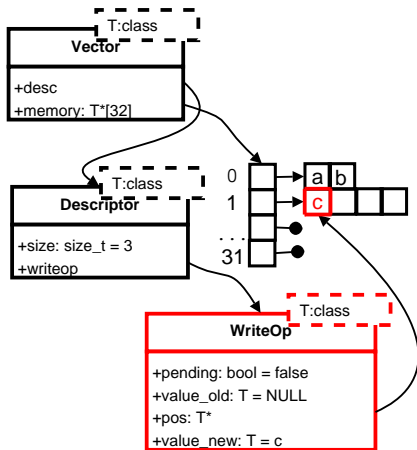 T:class
Vector
+desc
+memory: T*[32]
0
a b
1
c
. . .
31
T:class
Descriptor
+size: size_t = 3
+writeop
T:class
WriteOp
+pending: bool = false
+value_old: T = NULL
+pos: T*
+value_new: T = c